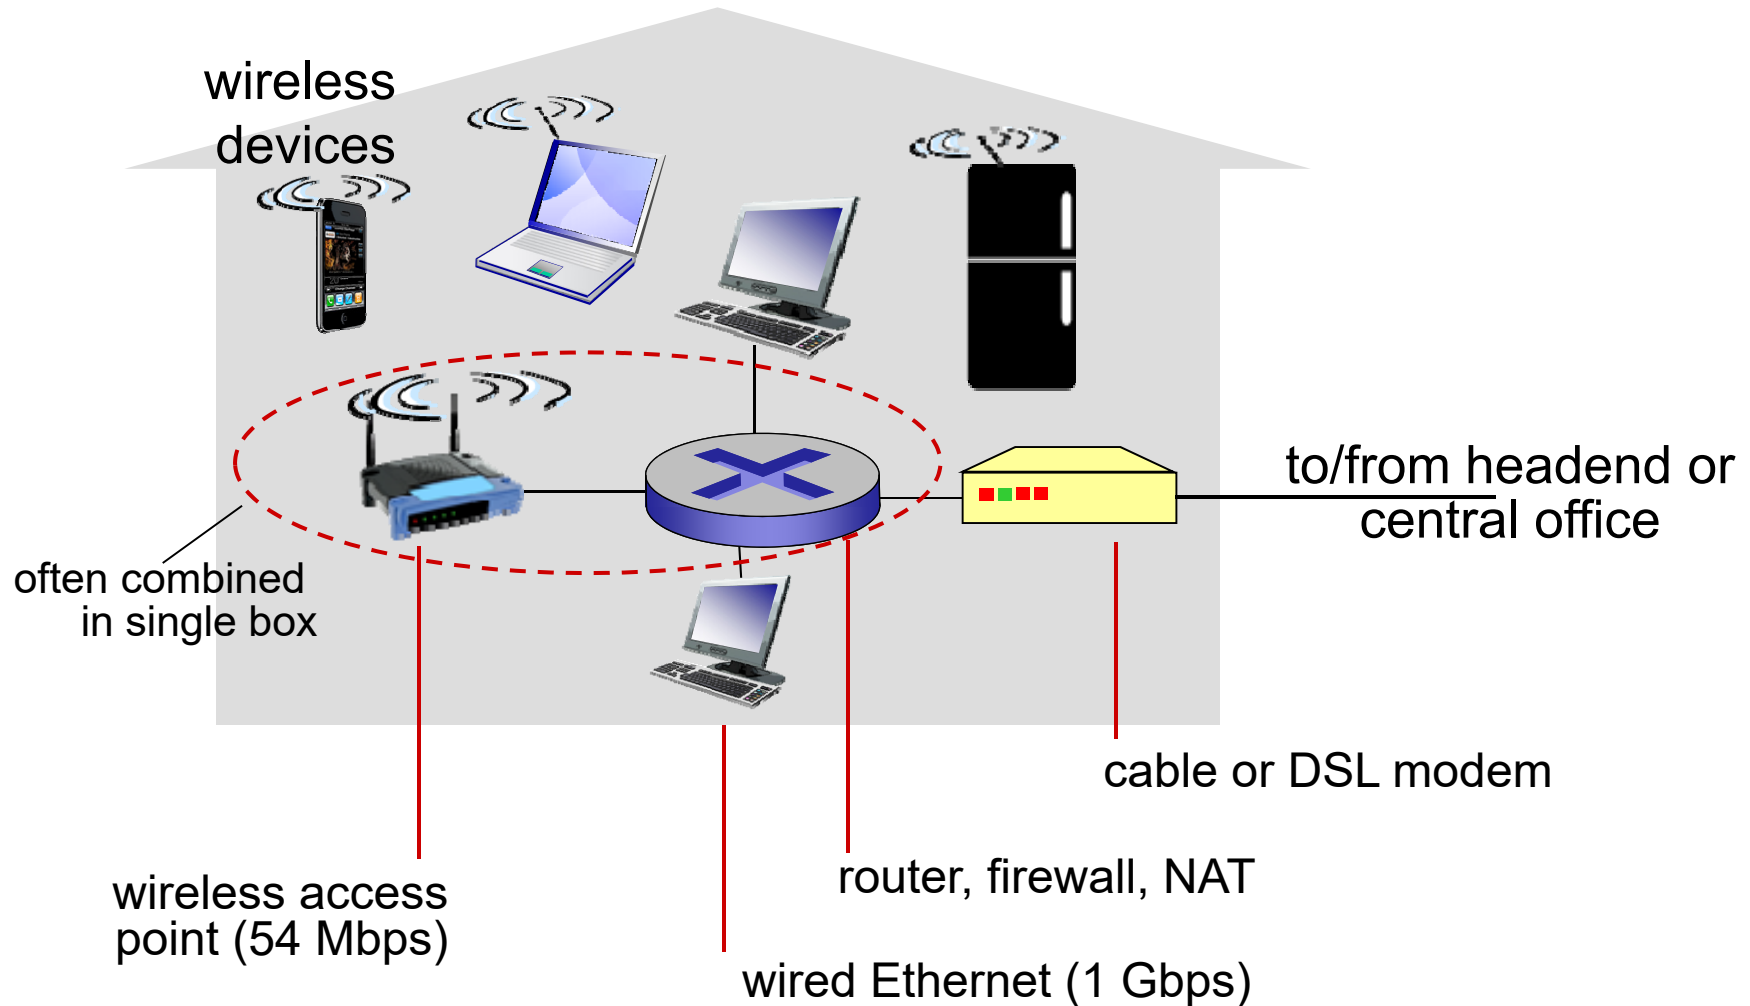 wireless
devices
to/from headend or
central office
often combined
in single box
cable or DSL modem
router, firewall, NAT
wireless access
point (54 Mbps)
wired Ethernet (1 Gbps)